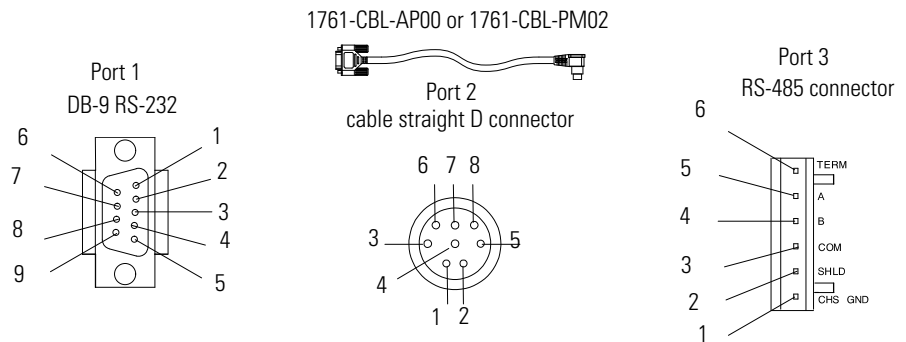 1761-CBL-AP00 or 1761-CBL-PM02
Port 1
DB-9 RS-232
6
7
8
9
1
2
3
4
5
Port 2
cable straight D connector
6 7 8
3
5
4
1 2
Port 3
RS-485 connector
6
5
4
3
2
1
TERM
A
B
COM
SHLD
CHS GND